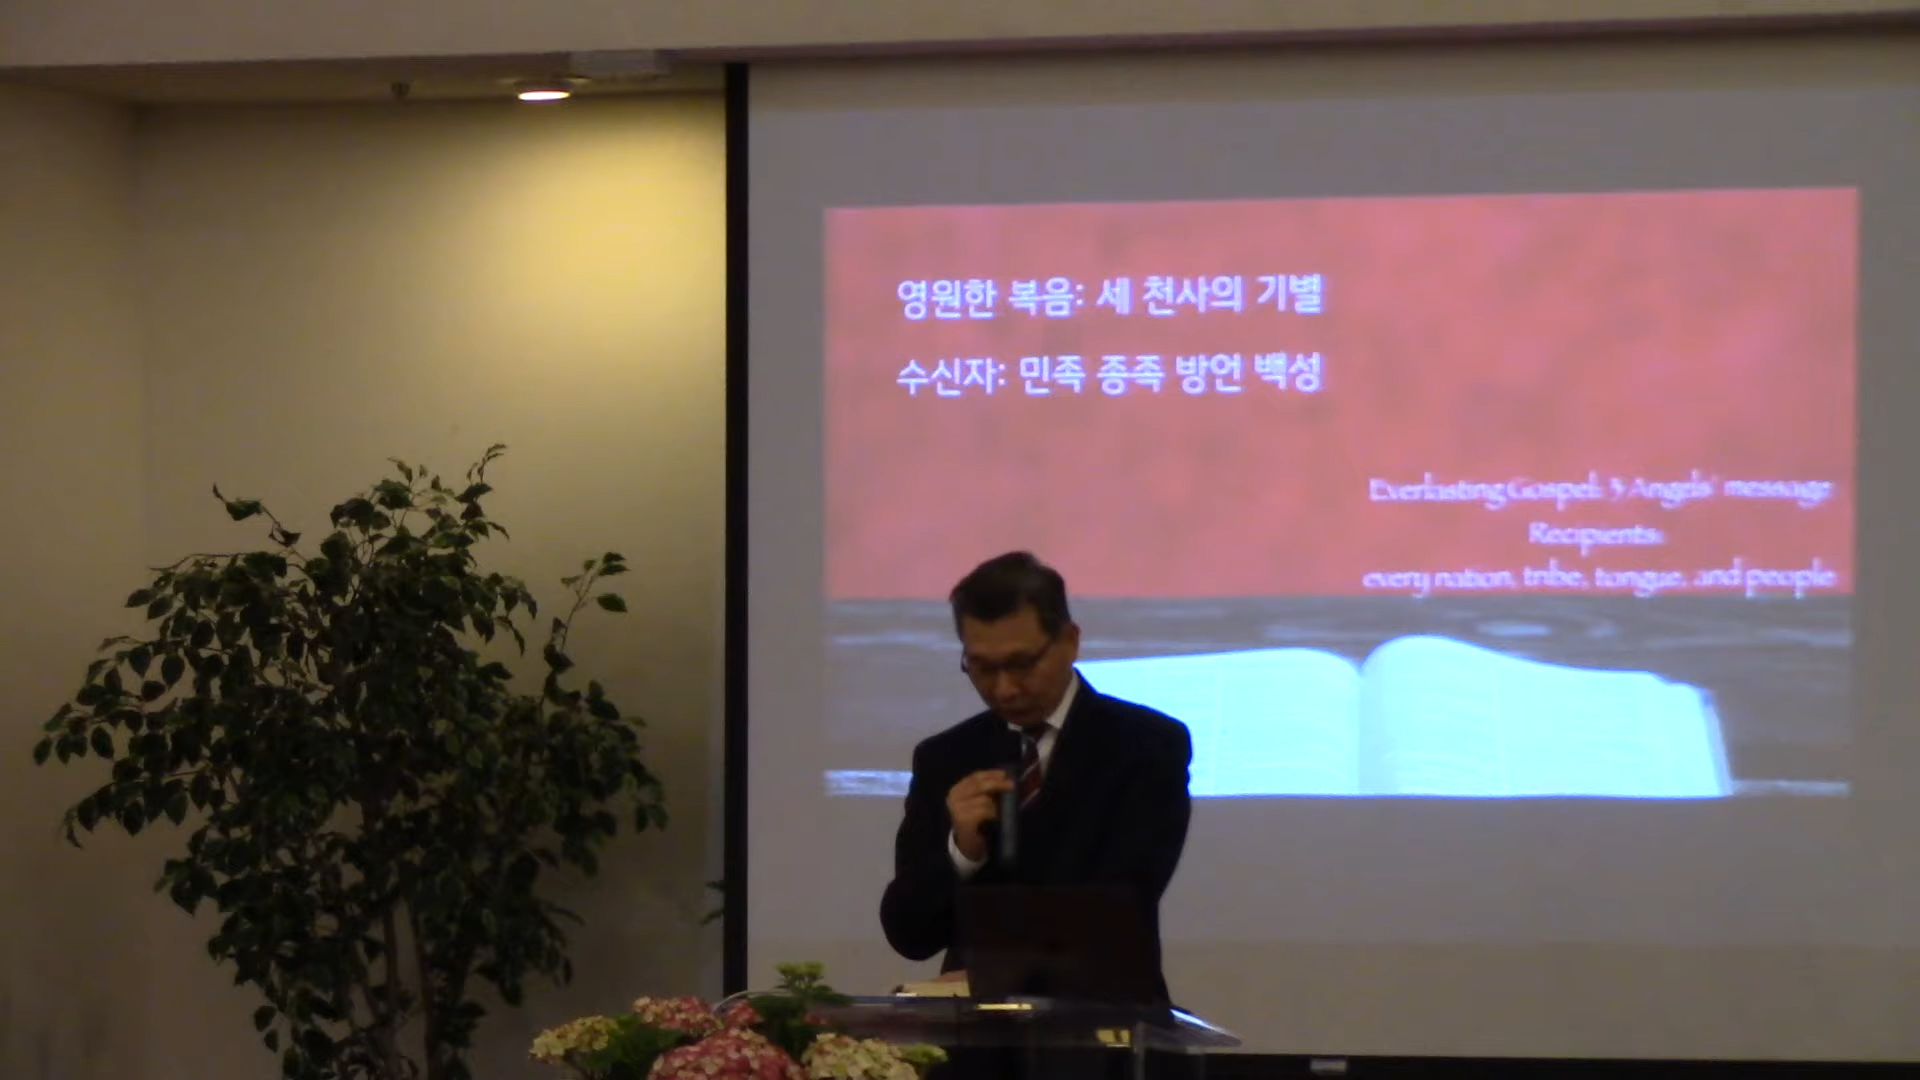 영원한 복음: 세 천사의 기별
수신자: 민족 종족 방언 백성
Everlasting Gospel: 3 Angels' message
Recipients:
every nation, tribe, tongue, and people